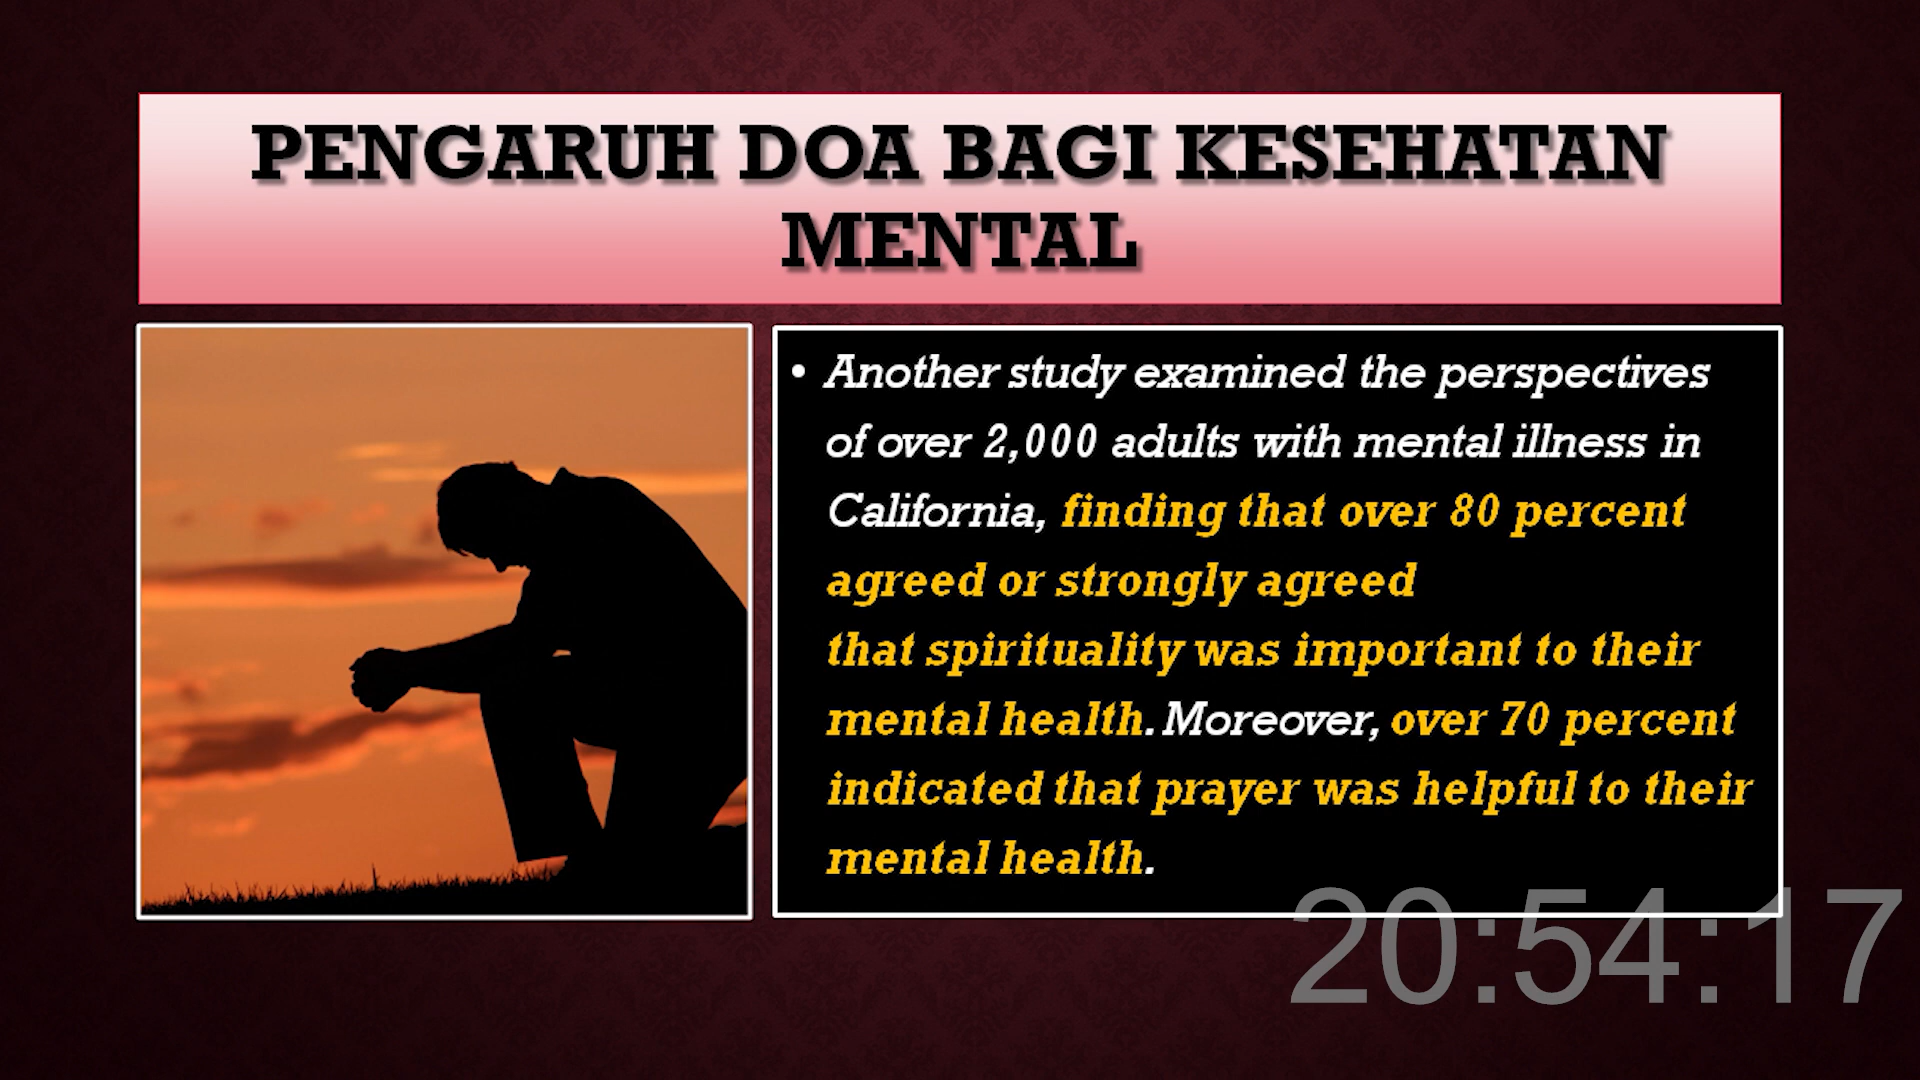 PENGARUH DOA BAGI KESEHATAN
MENTAL
• Another study examined the perspectives
of over 2,000 adults with mental illness in
California, finding that over 80 percent
agreed or strongly agreed
that spirituality was important to their
mental health. Moreover, over 70 percent
indicated that prayer was helpful to their
mental health.
20:54:17